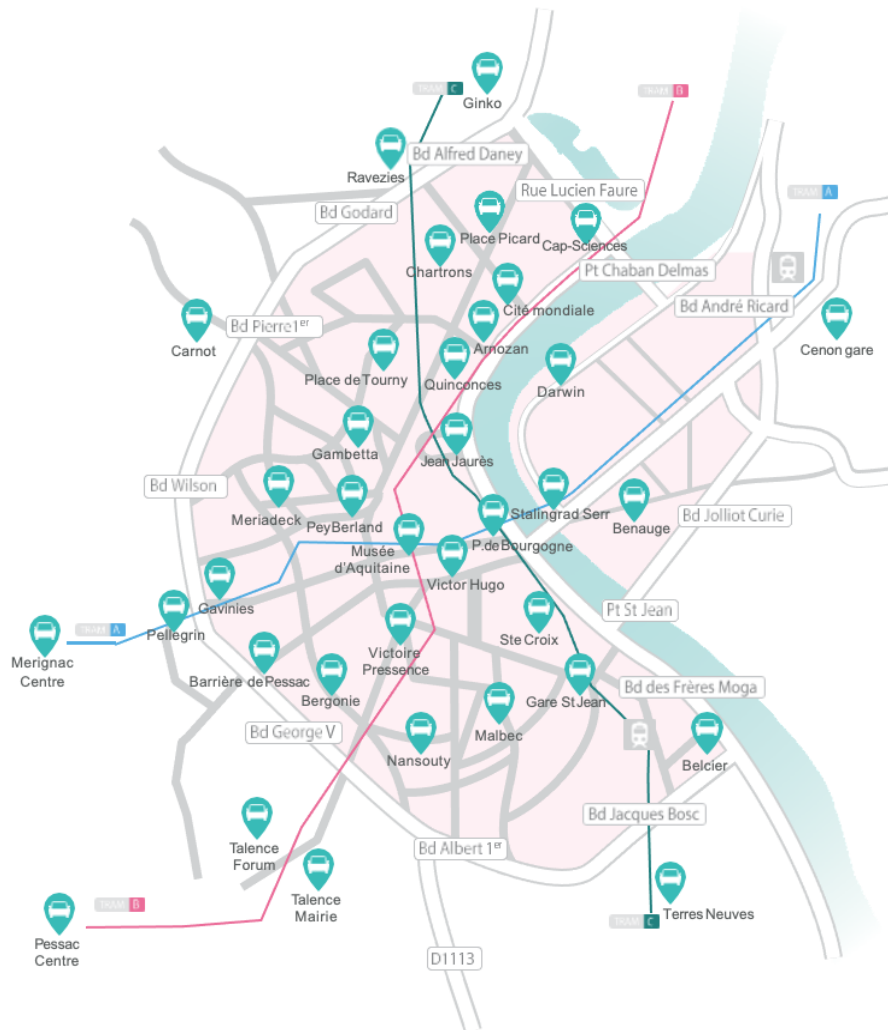 Ginko
TRAM C
TRAM B
Bd Alfred Daney
Ravezies
Rue Lucien Faure
TRAM A
Bd Godard
Place Picard
Cap-Sciences
Chartrons
Pt Chaban Delmas
Cité mondiale
Bd André Ricard
Bd Pierre 1er
Carnot
Arnozan
Cenon gare
Place de Tourny
Quinconces
Darwin
Gambetta
Jean Jaurès
Bd Wilson
Meriadeck
PeyBerland
Stalingrad Serr
Benauge
Bd Jolliot Curie
Musée
d'Aquitaine
P.de Bourgogne
Victor Hugo
Gavinies
Pt St Jean
Pellegrin
TRAM A
Merignac
Centre
Victoire
Pressence
Ste Croix
Barrière de Pessac
Bergonie
Gare St Jean
Bd des Frères Moga
Bd George V
Malbec
Nansouty
Belcier
Bd Jacques Bosc
Talence
Forum
Bd Albert 1er
Talence
Mairie
TRAM B
Terres Neuves
TRAM C
Pessac
Centre
D1113